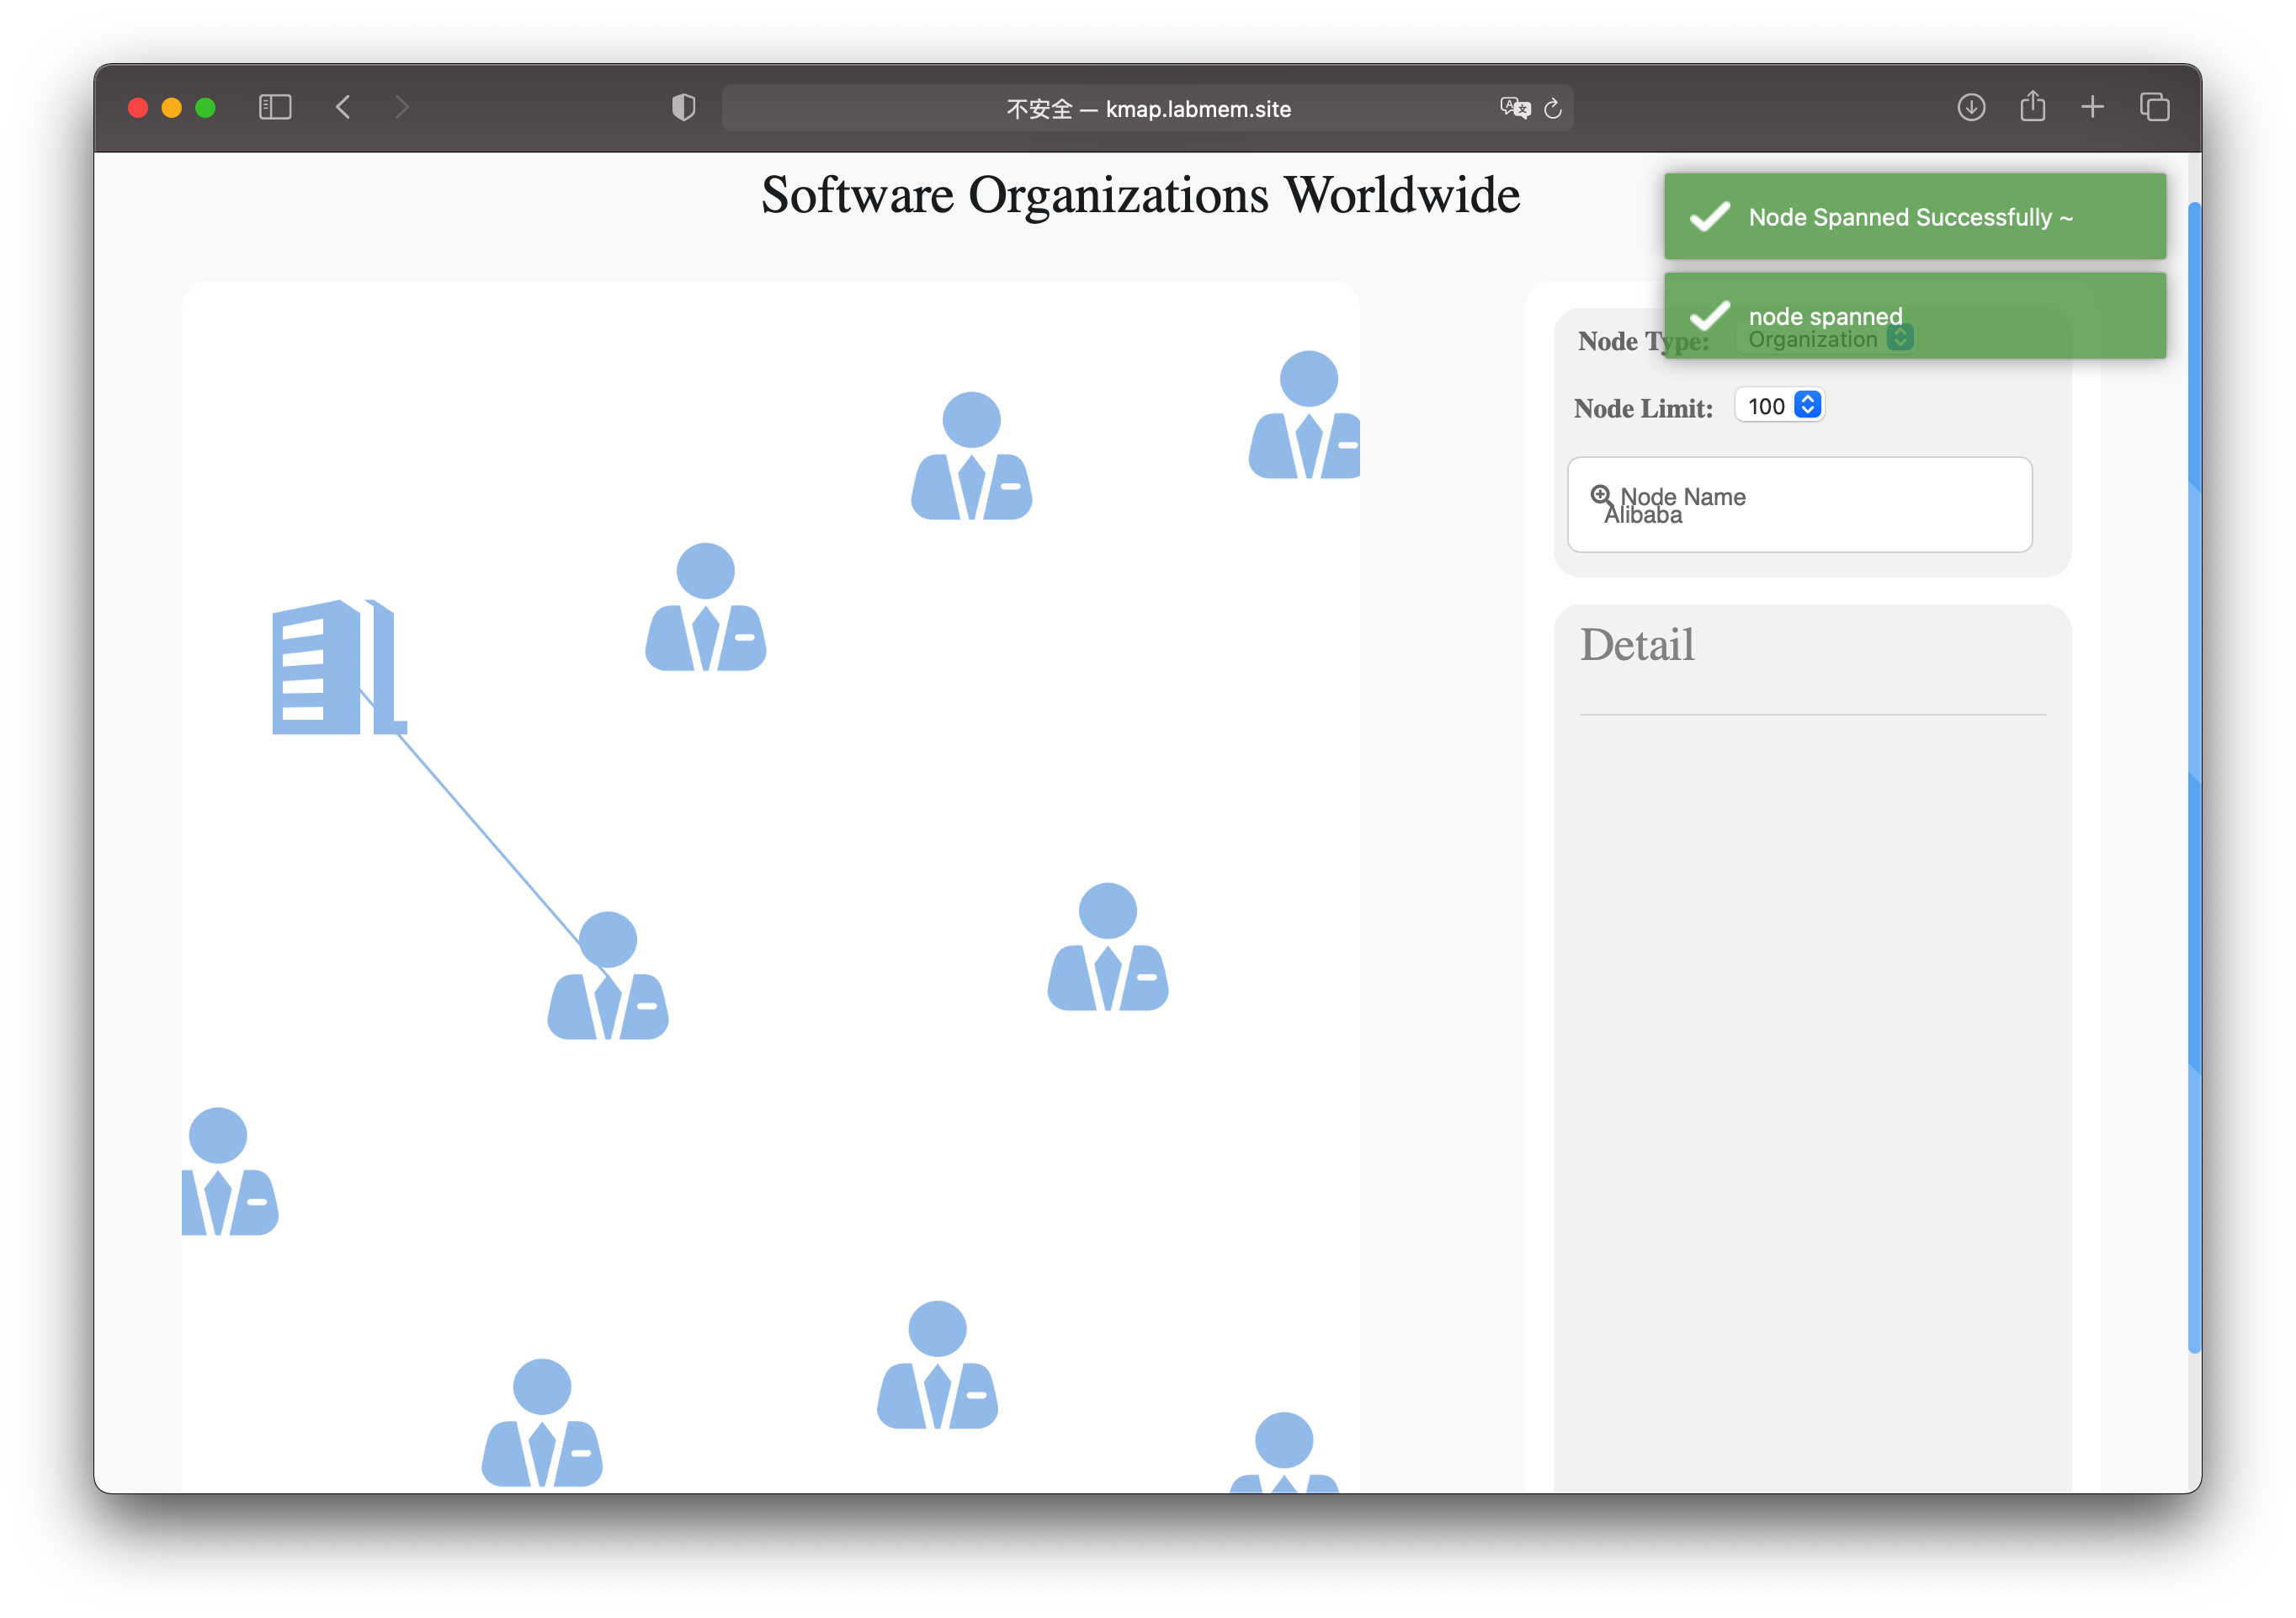 不安全 — kmap.labmem.site
Software Organizations Worldwide
Node Spanned Successfully ~
node spanned
Node Type: Organization
Node Limit: 100
Node Name
Alibaba
Detail